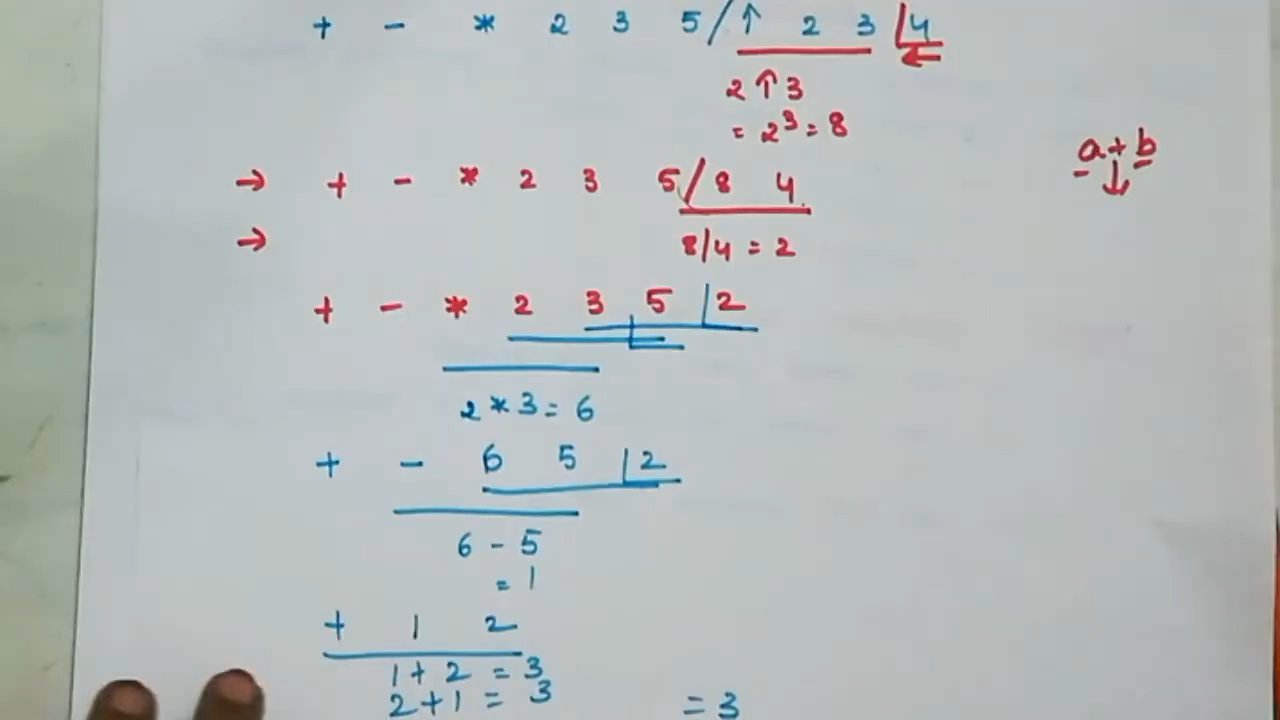 + - * 2 3 5 / ↑ 2 3 4
2 ↑ 3
= 2³ = 8
a + b
→ + - * 2 3 5 / 8 4
→ 8/4 = 2
+ - * 2 3 5 2
2 * 3 = 6
+ - 6 5 2
6 - 5
= 1
+ 1 2
1 + 2 = 3
2 + 1 = 3 = 3